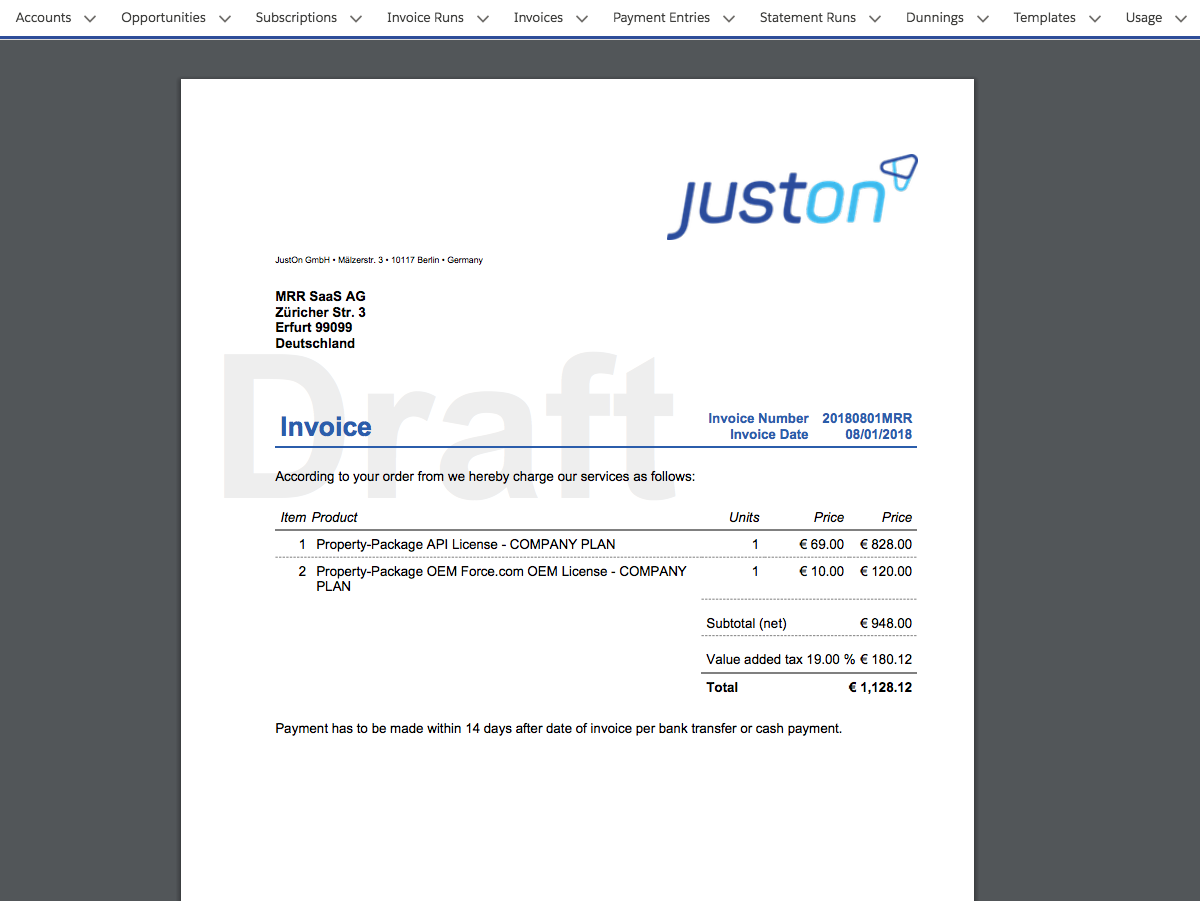 Accounts Opportunities Subscriptions Invoice Runs Invoices Payment Entries Statement Runs Dunnings Templates Usage
juston
JustOn GmbH • Mälzerstr. 3 • 10117 Berlin • Germany
MRR SaaS AG
Züricher Str. 3
Erfurt 99099
Deutschland
Draft
Invoice Number 20180801MRR
Invoice
Invoice Date 08/01/2018
According to your order from we hereby charge our services as follows:
Item Product Units Price Price
1 Property-Package API License - COMPANY PLAN 1 € 69.00 € 828.00
2 Property-Package OEM Force.com OEM License - COMPANY 1 € 10.00 € 120.00
PLAN
Subtotal (net) € 948.00
Value added tax 19.00 % € 180.12
Total € 1,128.12
Payment has to be made within 14 days after date of invoice per bank transfer or cash payment.